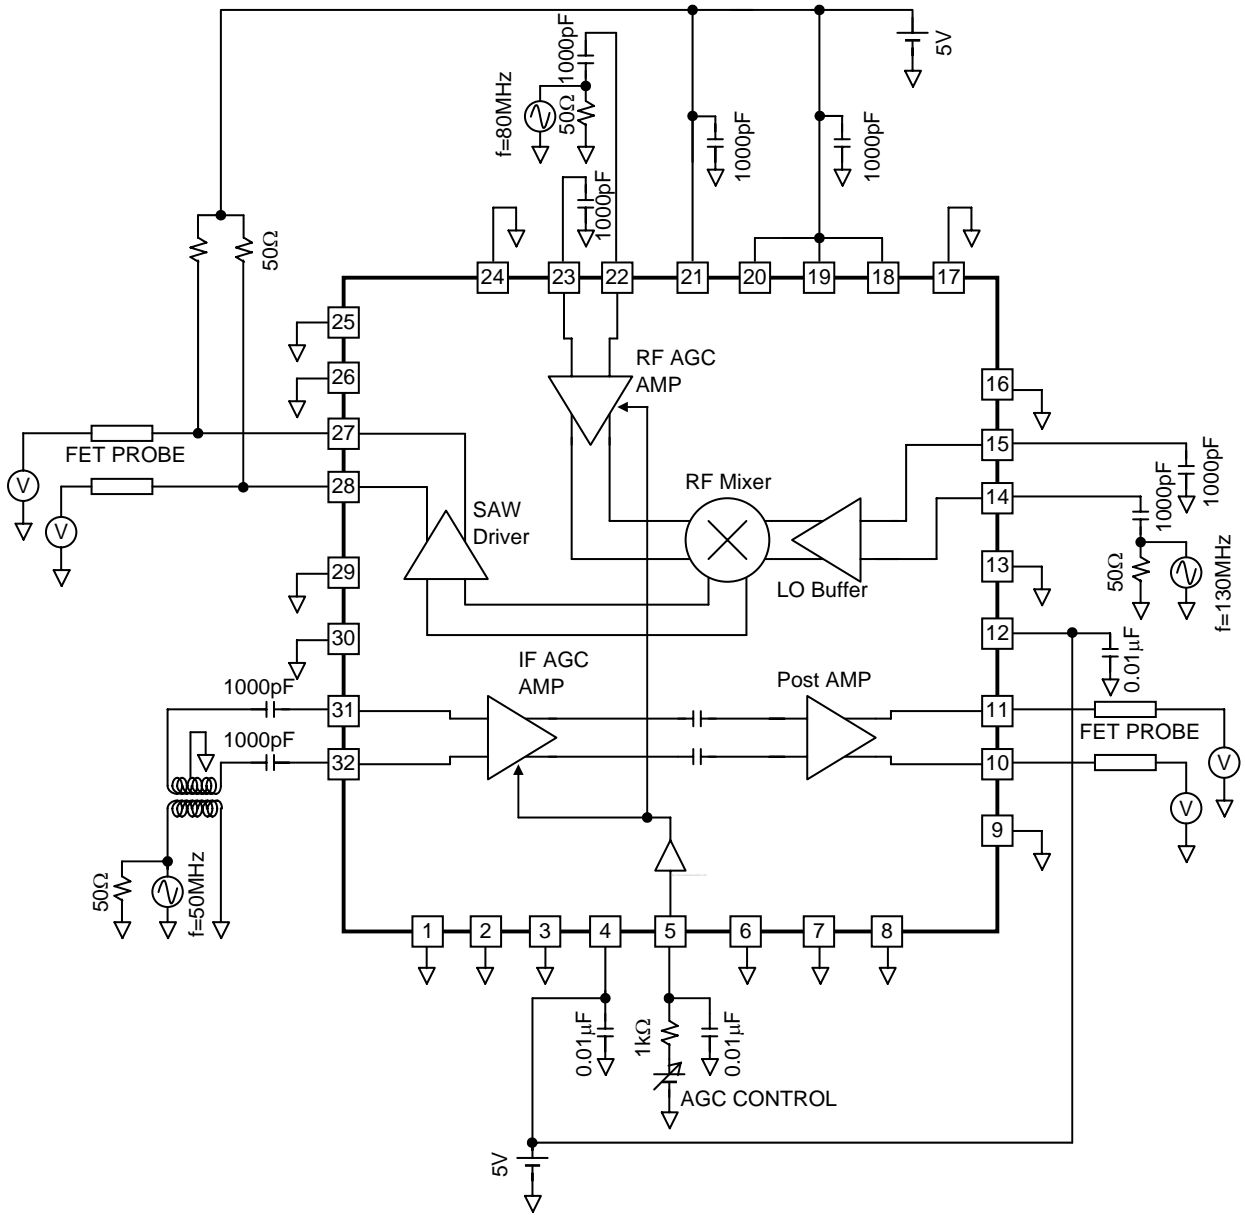 5V
1000pF
f=80MHz
50Ω
1000pF
1000pF
1000pF
50Ω
24
23
22
21
20
19
18
17
25
26
27
28
29
30
31
32
16
15
14
13
12
11
10
9
RF AGC
AMP
FET PROBE
RF Mixer
SAW
Driver
LO Buffer
1000pF
1000pF
50Ω
f=130MHz
0.01µF
IF AGC
AMP
Post AMP
1000pF
1000pF
FET PROBE
V
V
V
V
50Ω
f=50MHz
1
2
3
4
5
6
7
8
0.01µF
1kΩ
0.01µF
AGC CONTROL
5V